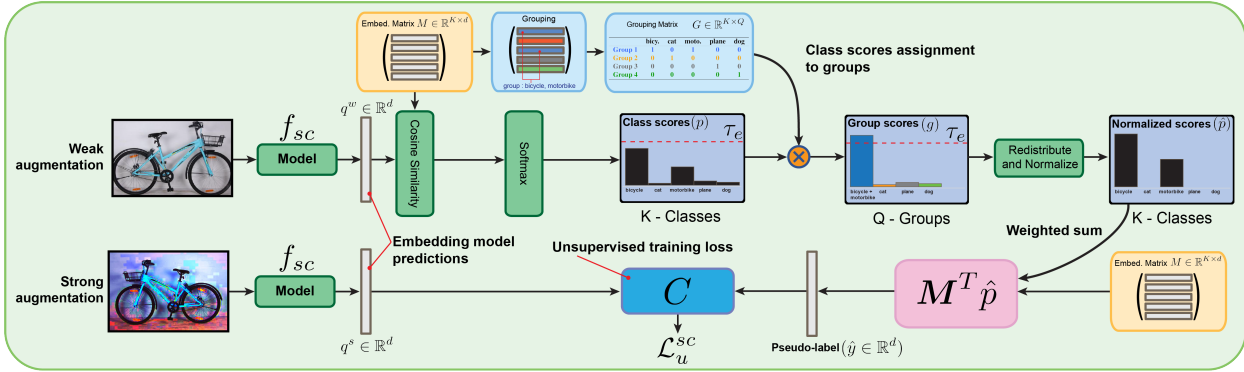 Embed. Matrix M ∈ ℝ^{K×d}
Grouping
group : bicycle, motorbike
Grouping Matrix G ∈ ℝ^{K×Q}
bicy. cat moto. plane dog
Group 1 1 0 1 0 0
Group 2 0 1 0 0 0
Group 3 0 0 0 1 0
Group 4 0 0 0 0 1
Class scores assignment
to groups
Weak
augmentation
f_{sc}
Model
q^w ∈ ℝ^d
Cosine Similarity
Softmax
Class scores(p)
τ_e
bicycle cat motorbike plane dog
K - Classes
Group scores(g)
τ_e
bicycle +
motorbike
cat plane dog
Q - Groups
Redistribute
and Normalize
Normalized scores(p̂)
bicycle cat motorbike plane dog
K - Classes
Embedding model
predictions
Weighted sum
Strong
augmentation
f_{sc}
Model
q^s ∈ ℝ^d
Unsupervised training loss
C
ℒ_u^{sc}
Pseudo-label(ŷ ∈ ℝ^d)
M^T p̂
Embed. Matrix M ∈ ℝ^{K×d}